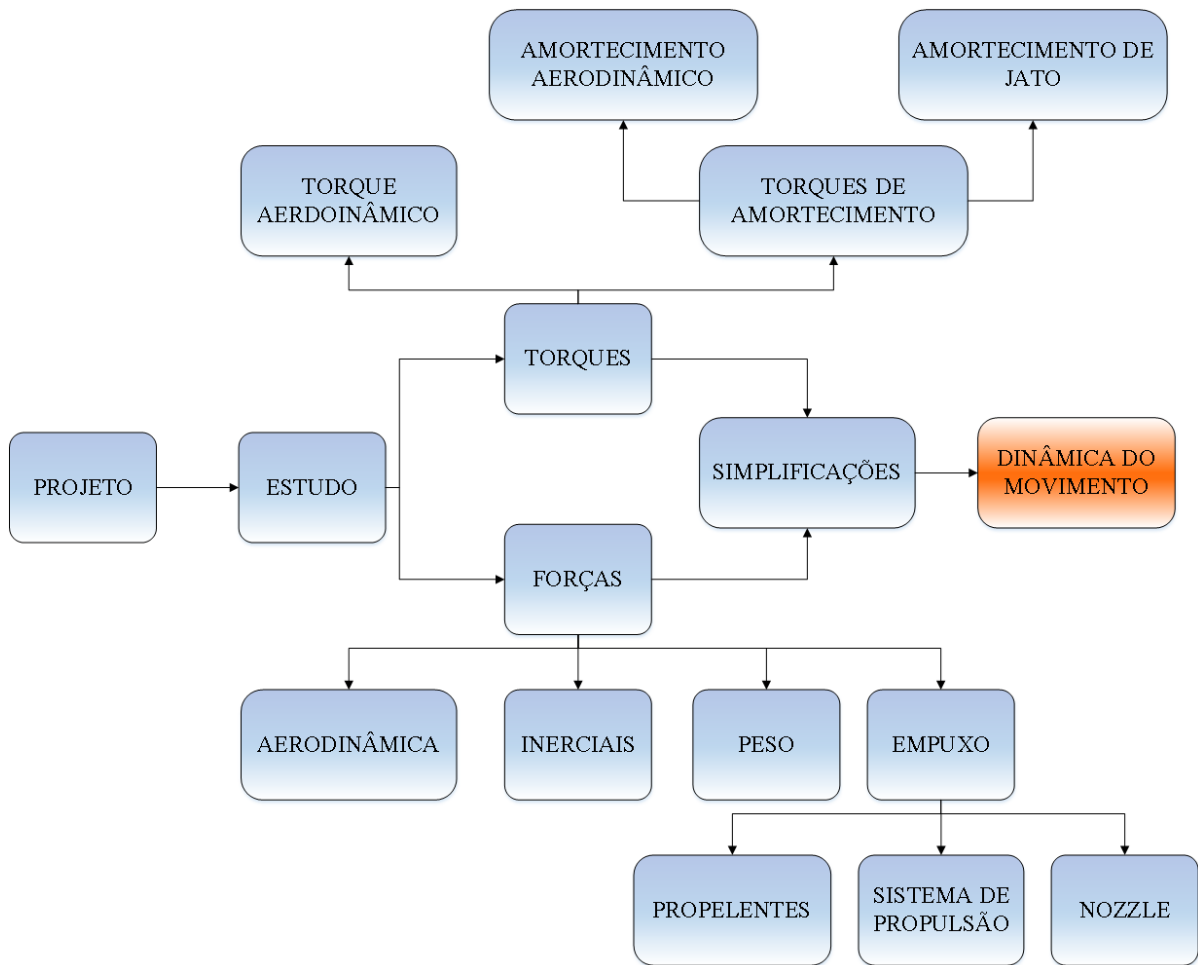 AMORTECIMENTO
AERODINÂMICO
AMORTECIMENTO DE
JATO
TORQUE
AERDOINÂMICO
TORQUES DE
AMORTECIMENTO
TORQUES
PROJETO
ESTUDO
SIMPLIFICAÇÕES
DINÂMICA DO
MOVIMENTO
FORÇAS
AERODINÂMICA
INERCIAIS
PESO
EMPUXO
PROPELENTES
SISTEMA DE
PROPULSÃO
NOZZLE